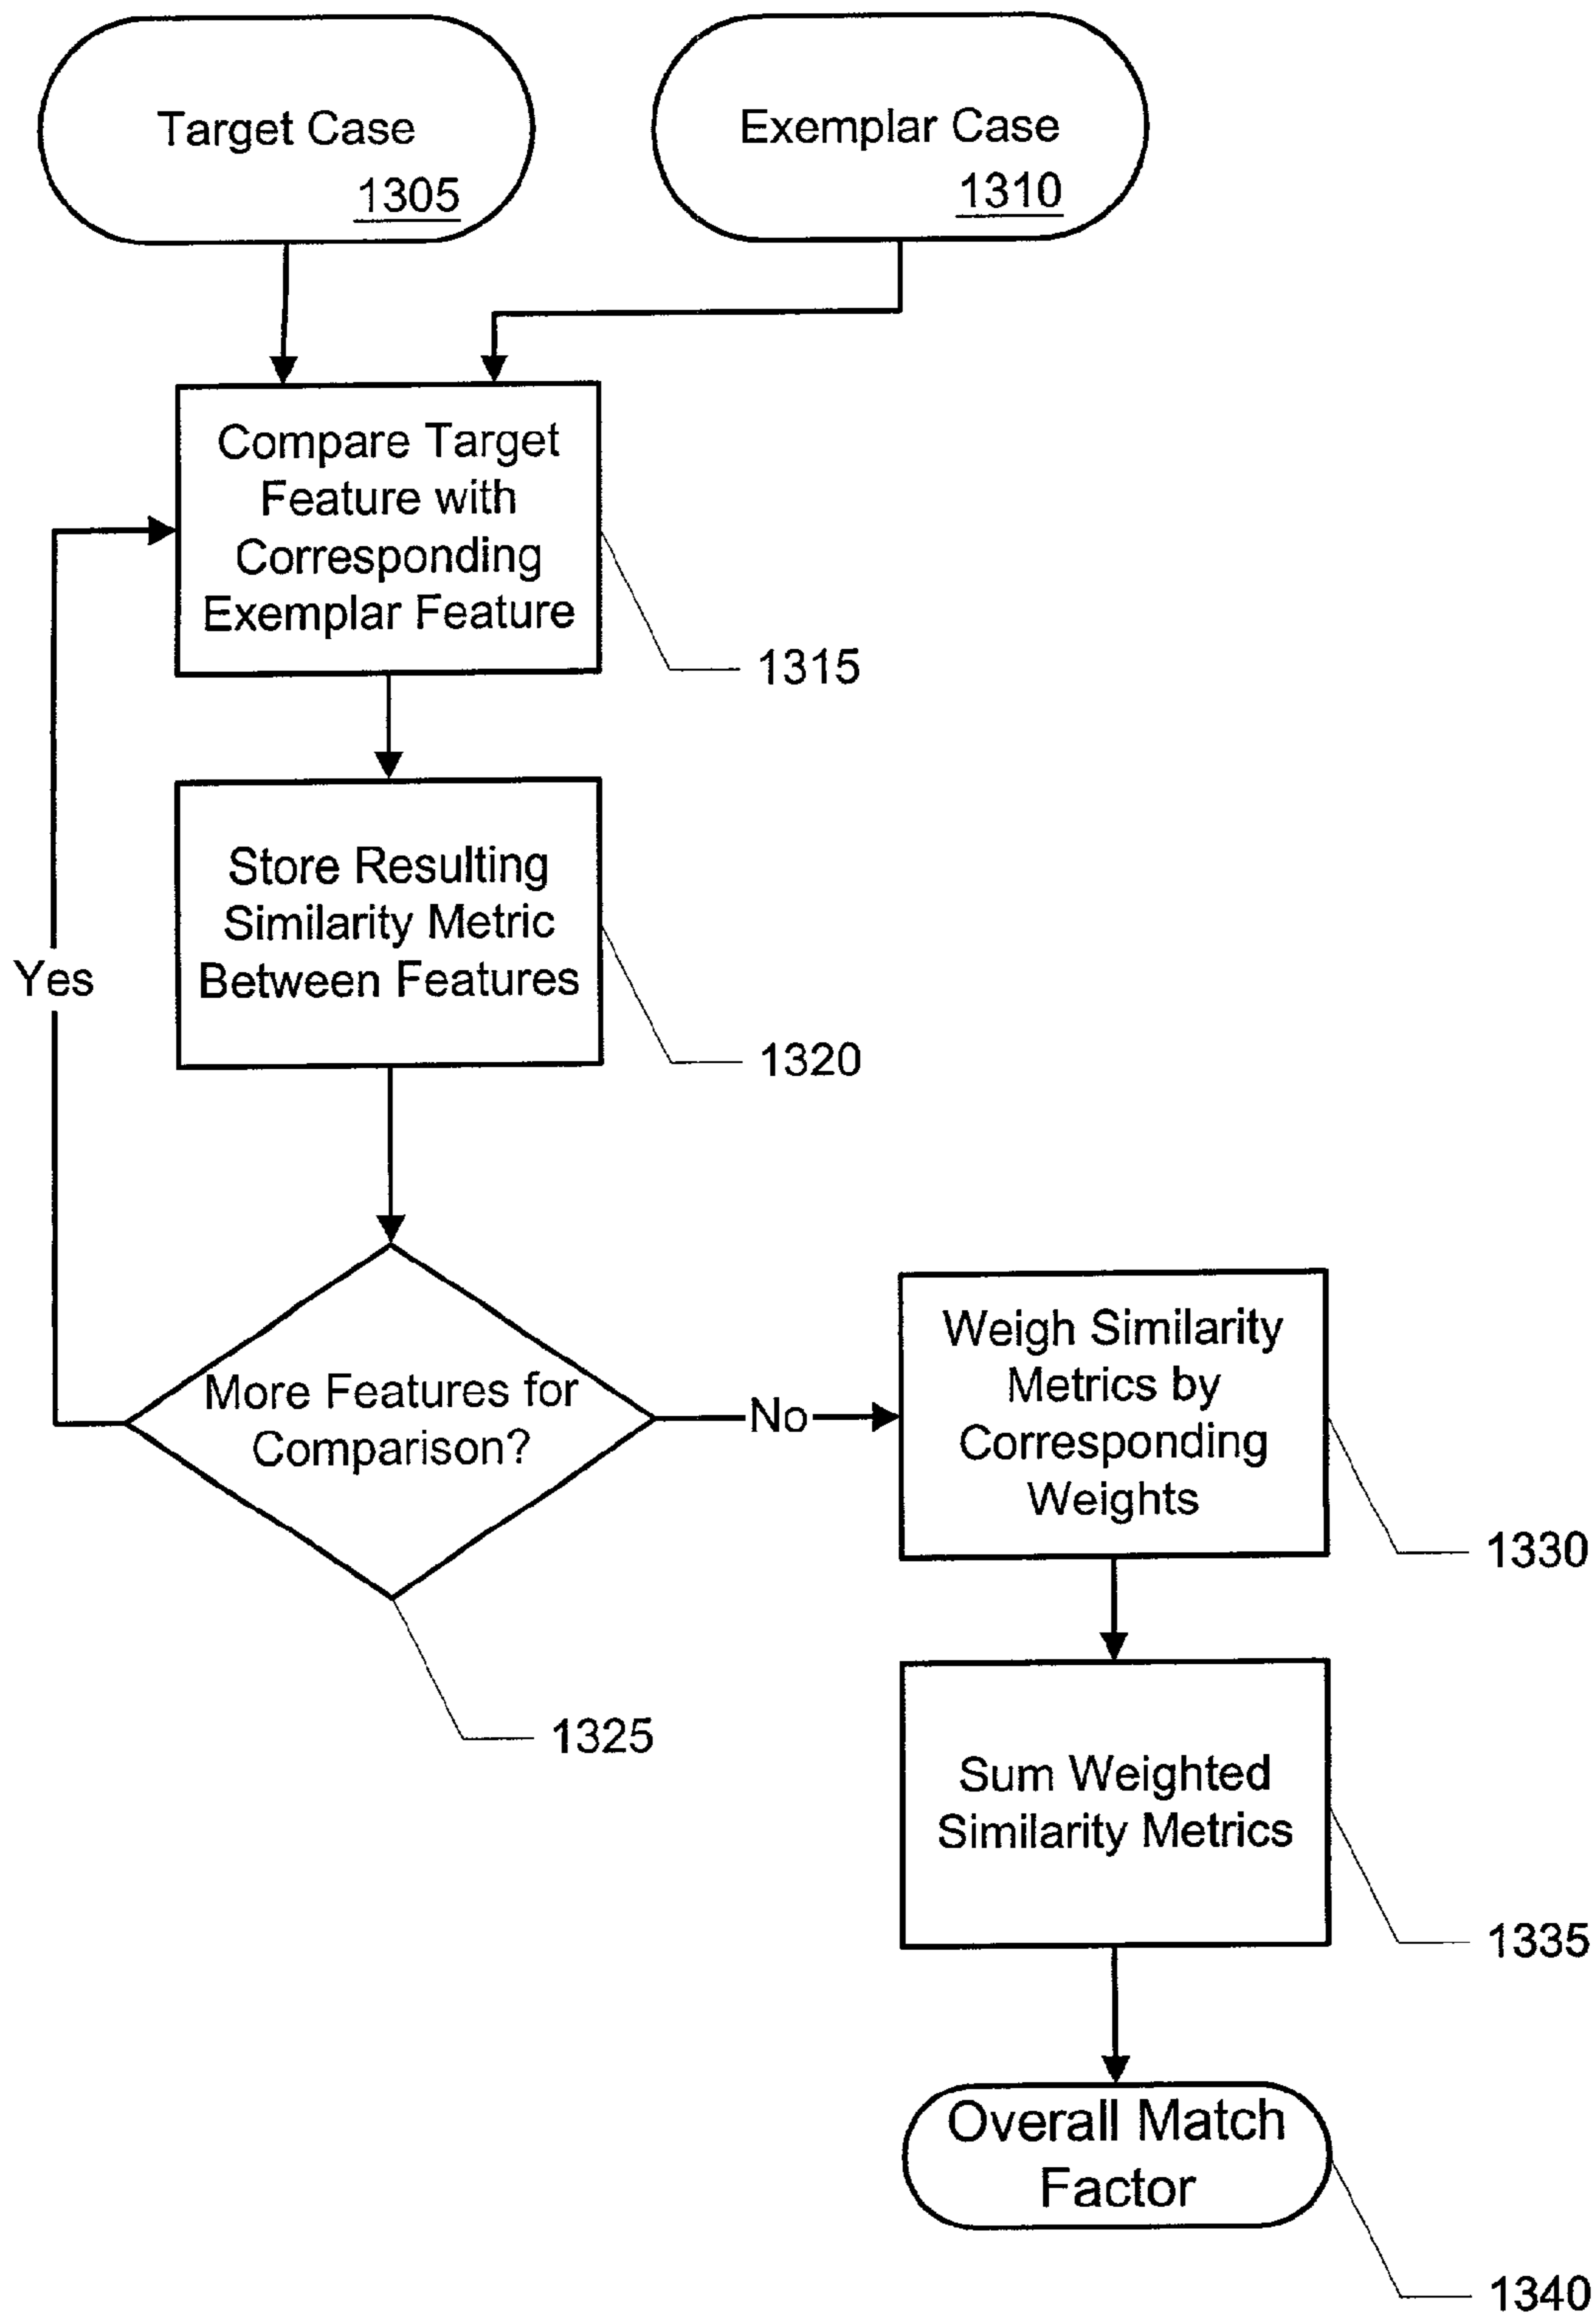 Target Case
1305
Exemplar Case
1310
Compare Target
Feature with
Corresponding
Exemplar Feature
1315
Store Resulting
Similarity Metric
Between Features
1320
Yes
More Features for
Comparison?
1325
No
Weigh Similarity
Metrics by
Corresponding
Weights
1330
Sum Weighted
Similarity Metrics
1335
Overall Match
Factor
1340